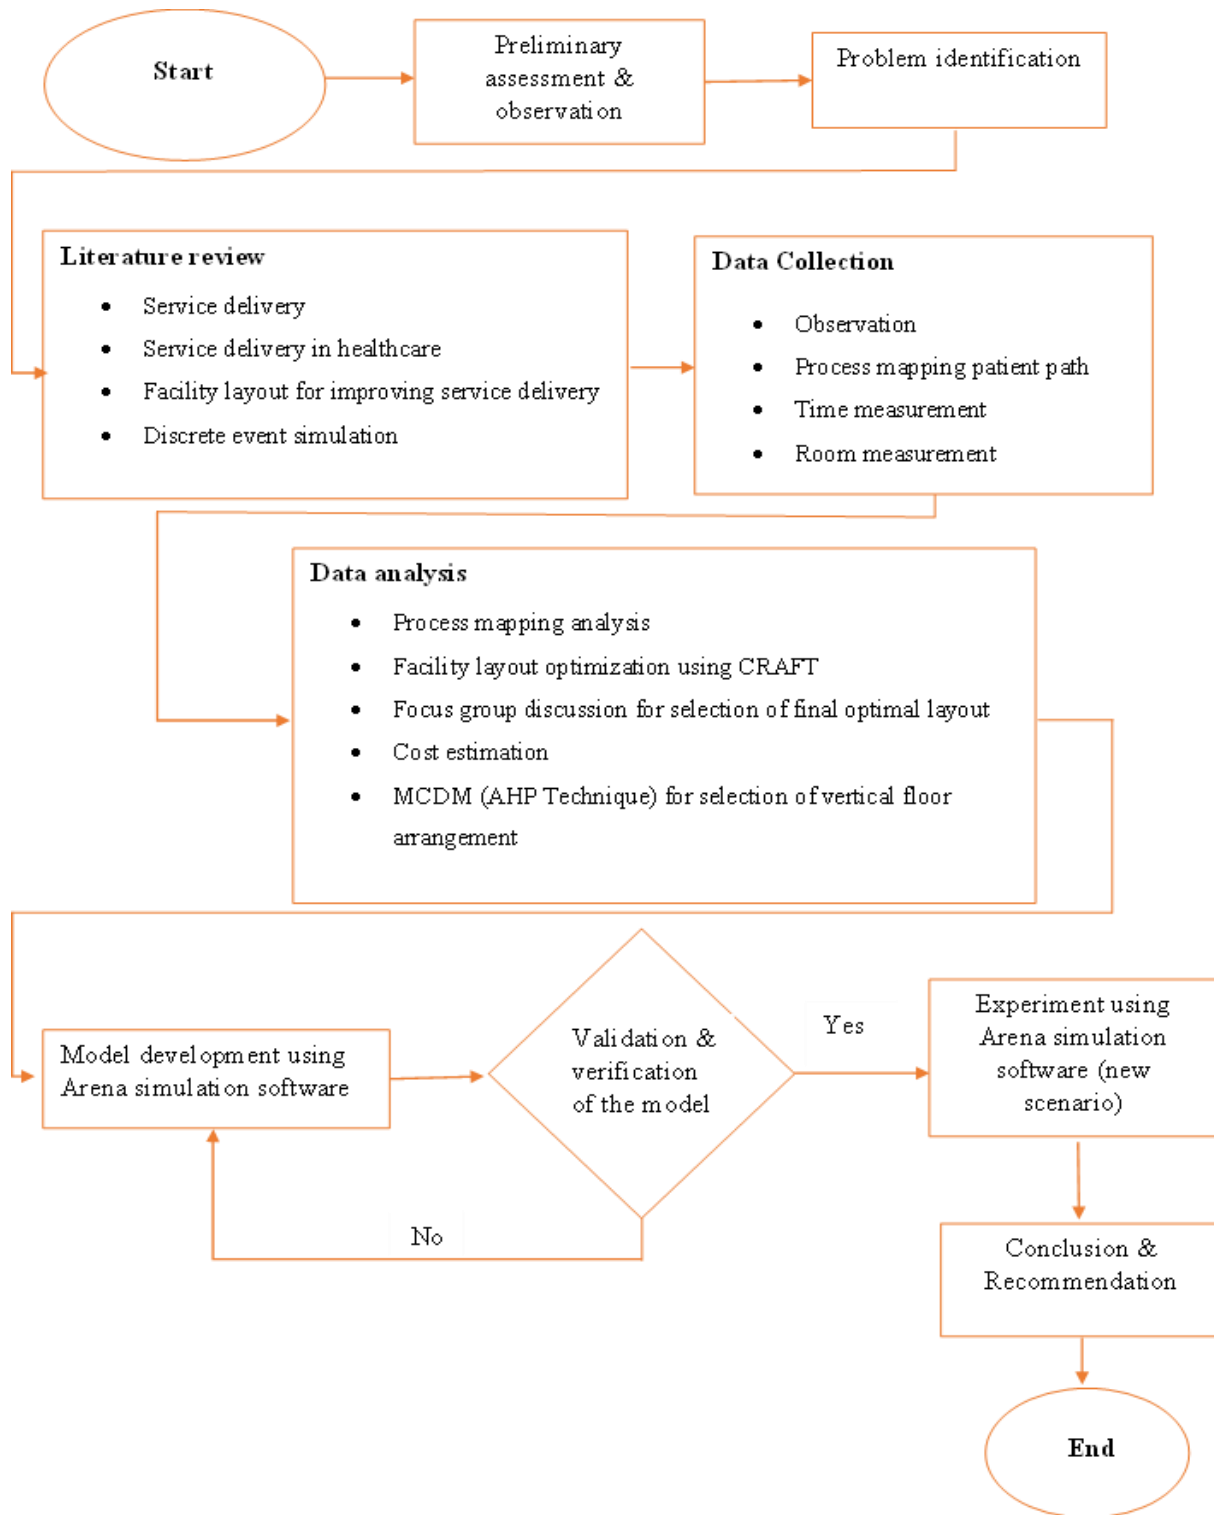 Start
Preliminary
assessment &
observation
Problem identification
Literature review
• Service delivery
• Service delivery in healthcare
• Facility layout for improving service delivery
• Discrete event simulation
Data Collection
• Observation
• Process mapping patient path
• Time measurement
• Room measurement
Data analysis
• Process mapping analysis
• Facility layout optimization using CRAFT
• Focus group discussion for selection of final optimal layout
• Cost estimation
• MCDM (AHP Technique) for selection of vertical floor
arrangement
Model development using
Arena simulation software
Validation &
verification
of the model
Yes
No
Experiment using
Arena simulation
software (new
scenario)
Conclusion &
Recommendation
End